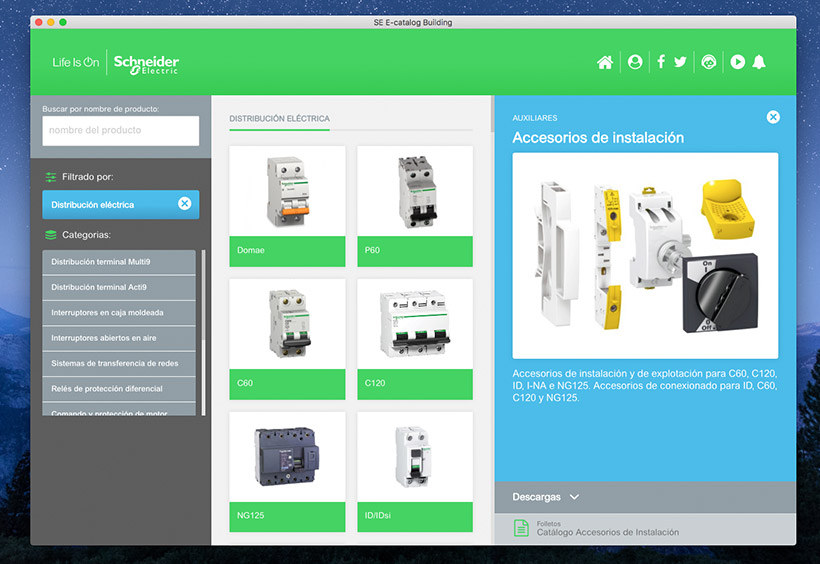 SE E-catalog Building
Life Is On
Schneider
Electric
Buscar por nombre de producto:
nombre del producto
Filtrado por:
Distribución eléctrica
Categorias:
Distribución terminal Multi9
Distribución terminal Acti9
Interruptores en caja moldeada
Interruptores abiertos en aire
Sistemas de transferencia de redes
Relés de protección diferencial
Comando y protección de motor
DISTRIBUCIÓN ELÉCTRICA
Domae
P60
C60
C120
NG125
ID/IDsi
AUXILIARES
Accesorios de instalación
On
I
0
Off
Accesorios de instalación y de explotación para C60, C120,
ID, I-NA e NG125. Accesorios de conexionado para ID, C60,
C120 y NG125.
Descargas
Folletos
Catálogo Accesorios de Instalación